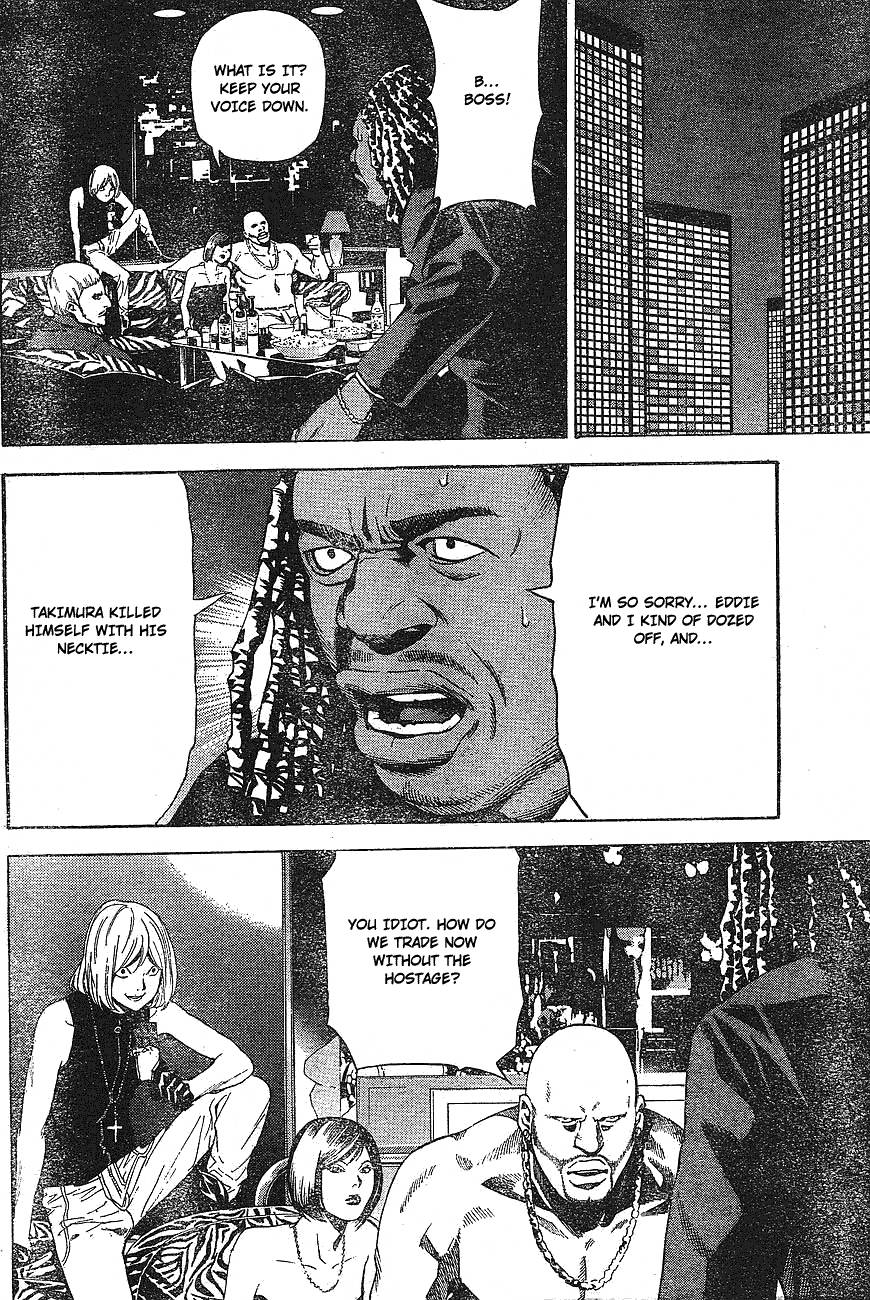 B...
BOSS!
WHAT IS IT?
KEEP YOUR
VOICE DOWN.
I'M SO SORRY... EDDIE
AND I KIND OF DOZED
OFF, AND...
TAKIMURA KILLED
HIMSELF WITH HIS
NECKTIE...
YOU IDIOT. HOW DO
WE TRADE NOW
WITHOUT THE
HOSTAGE?